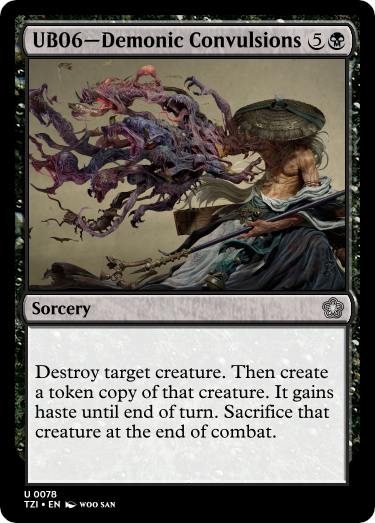 UB06—Demonic Convulsions 5
Sorcery
Destroy target creature. Then create
a token copy of that creature. It gains
haste until end of turn. Sacrifice that
creature at the end of combat.
U 0078
TZI • EN WOO SAN